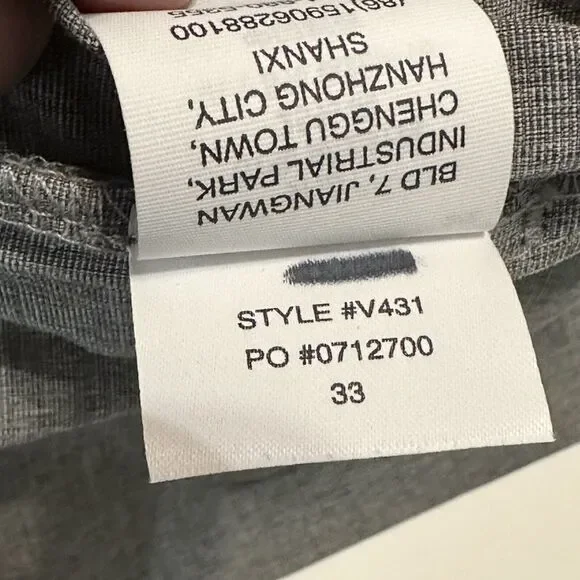 BLD 7, JIANGWAN
INDUSTRIAL PARK,
CHENGGU TOWN,
HANZHONG CITY,
SHANXI
(86)15906288100
STYLE #V431
PO #0712700
33